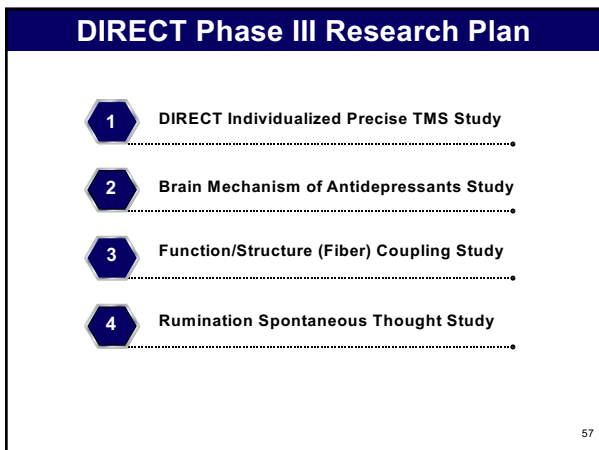 DIRECT Phase III Research Plan
1 DIRECT Individualized Precise TMS Study
2 Brain Mechanism of Antidepressants Study
3 Function/Structure (Fiber) Coupling Study
4 Rumination Spontaneous Thought Study
57